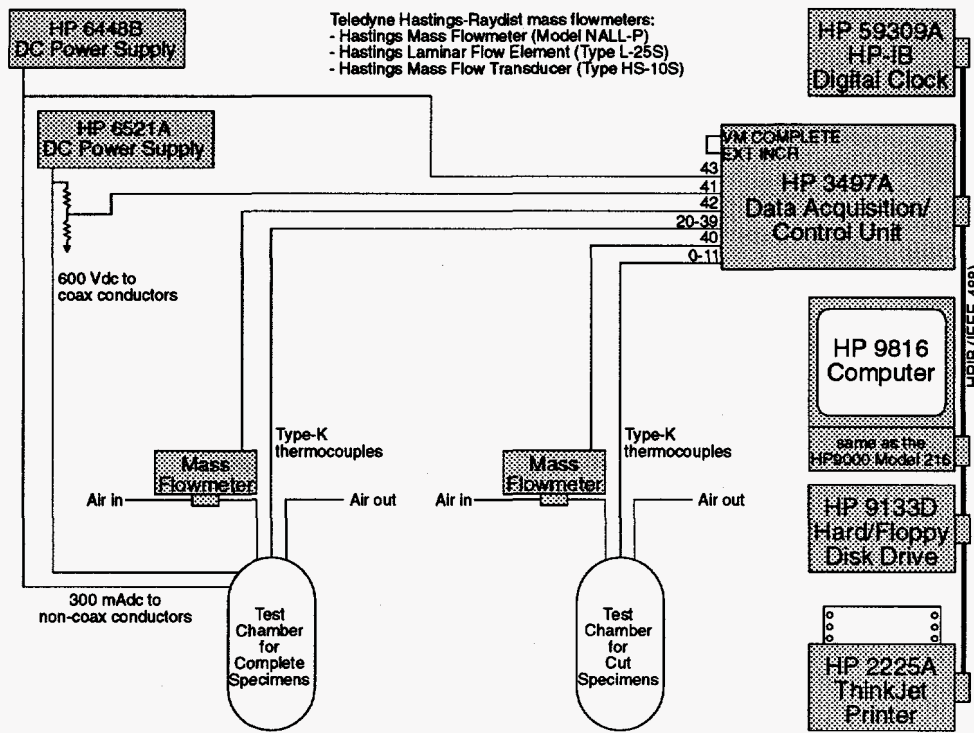 HP 6448B
DC Power Supply
Teledyne Hastings-Raydist mass flowmeters:
- Hastings Mass Flowmeter (Model NALL-P)
- Hastings Laminar Flow Element (Type L-25S)
- Hastings Mass Flow Transducer (Type HS-10S)
HP 59309A
HP-IB
Digital Clock
HP 6521A
DC Power Supply
VM COMPLETE
EXT INCR
43
41
42
20-39
40
0-11
HP 3497A
Data Acquisition/
Control Unit
600 Vdc to
coax conductors
HPIB (IEEE-488)
HP 9816
Computer
same as the
HP9000 Model 216
Type-K
thermocouples
Mass
Flowmeter
Air in
Air out
Type-K
thermocouples
Mass
Flowmeter
Air in
Air out
HP 9133D
Hard/Floppy
Disk Drive
300 mAdc to
non-coax conductors
Test
Chamber
for
Complete
Specimens
Test
Chamber
for
Cut
Specimens
HP 2225A
ThinkJet
Printer